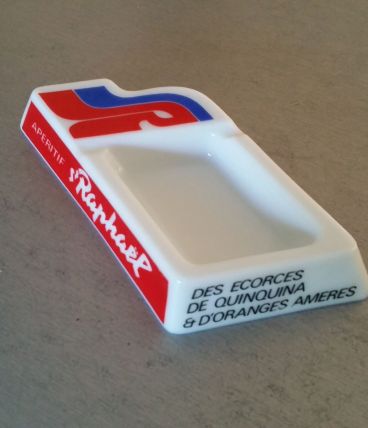 APERITIF
St Raphaël
DES ECORCES
DE QUINQUINA
& D'ORANGES AMERES